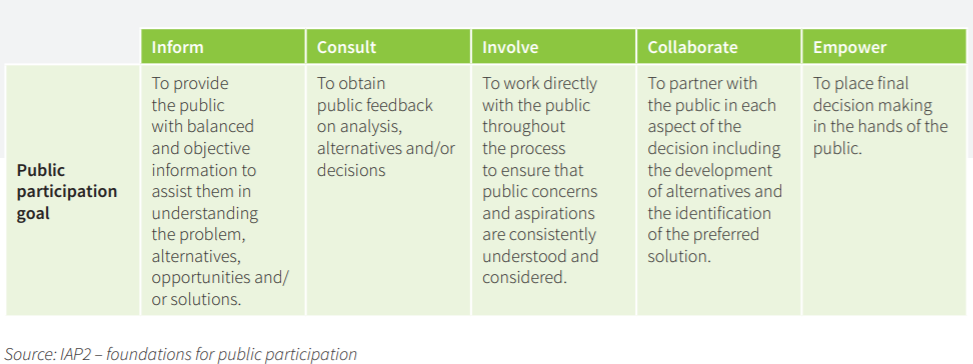 Inform
Consult
Involve
Collaborate
Empower
Public
participation
goal
To provide
the public
with balanced
and objective
information to
assist them in
understanding
the problem,
alternatives,
opportunities and/
or solutions.
To obtain
public feedback
on analysis,
alternatives and/or
decisions
To work directly
with the public
throughout
the process
to ensure that
public concerns
and aspirations
are consistently
understood and
considered.
To partner with
the public in each
aspect of the
decision including
the development
of alternatives and
the identification
of the preferred
solution.
To place final
decision making
in the hands of the
public.
Source: IAP2 – foundations for public participation